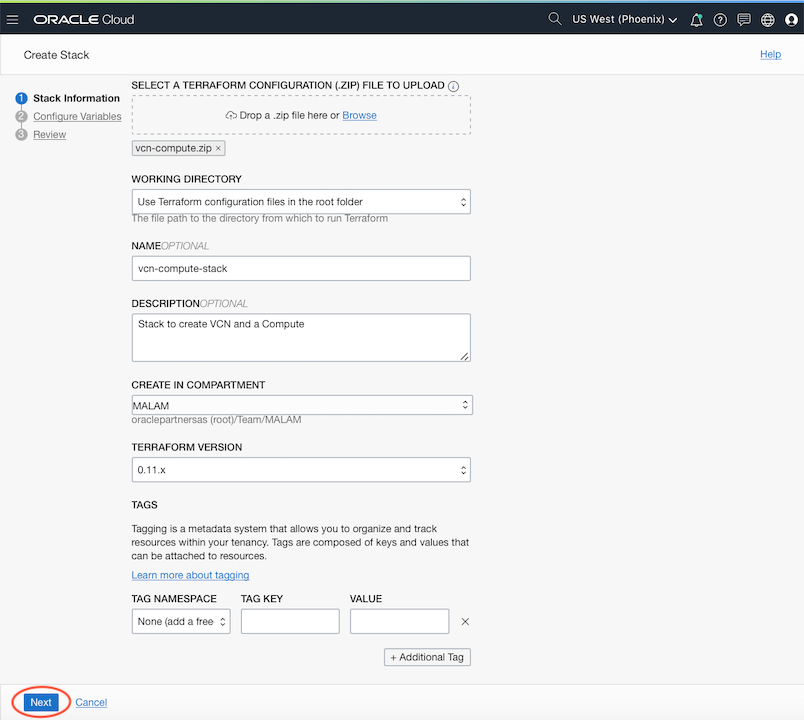 ORACLE Cloud
US West (Phoenix)
Create Stack
Help
1 Stack Information
2 Configure Variables
3 Review
SELECT A TERRAFORM CONFIGURATION (.ZIP) FILE TO UPLOAD i
Drop a .zip file here or Browse
vcn-compute.zip ×
WORKING DIRECTORY
Use Terraform configuration files in the root folder
The file path to the directory from which to run Terraform
NAME OPTIONAL
vcn-compute-stack
DESCRIPTION OPTIONAL
Stack to create VCN and a Compute
CREATE IN COMPARTMENT
MALAM
oraclepartnersas (root)/Team/MALAM
TERRAFORM VERSION
0.11.x
TAGS
Tagging is a metadata system that allows you to organize and track
resources within your tenancy. Tags are composed of keys and values that
can be attached to resources.
Learn more about tagging
TAG NAMESPACE TAG KEY VALUE
None (add a free
+ Additional Tag
Next Cancel